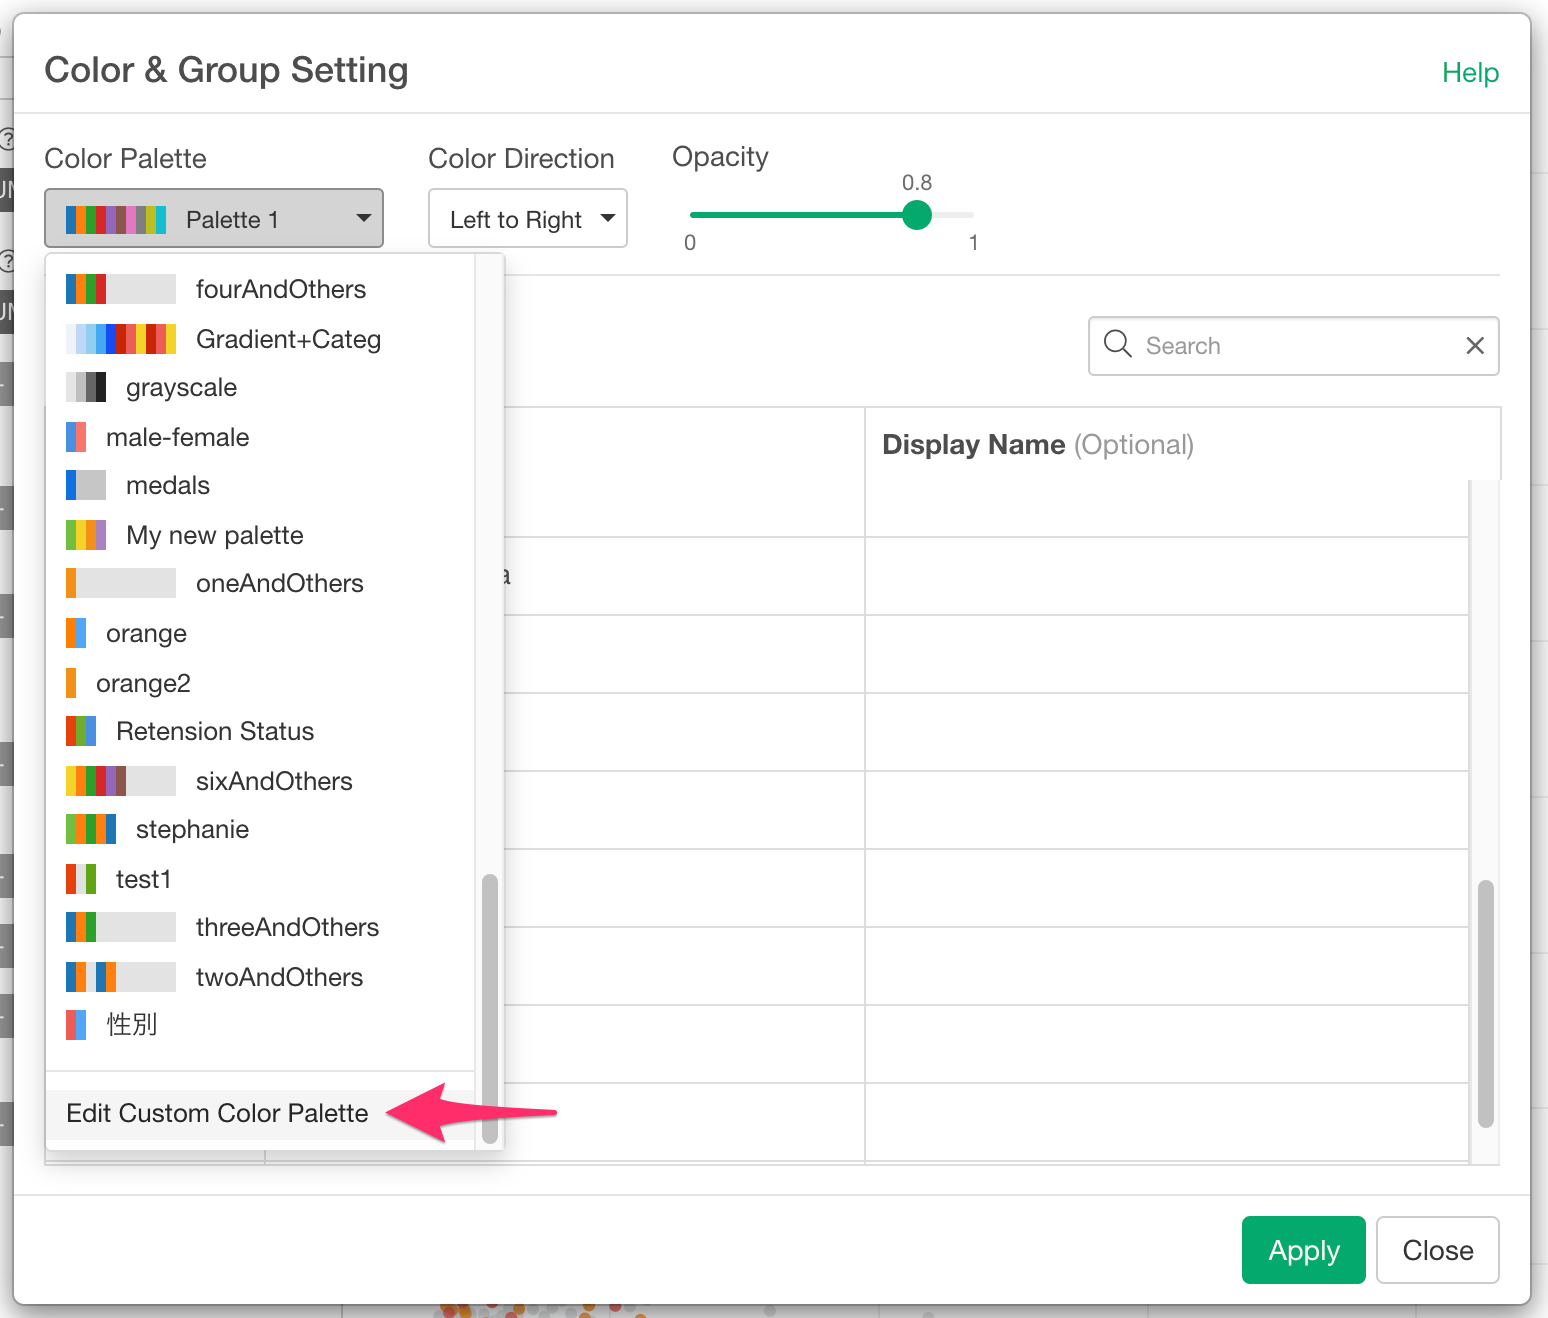 Color & Group Setting
Help
Color Palette
Color Direction
Opacity
Palette 1
Left to Right
0.8
0
1
fourAndOthers
Gradient+Categ
grayscale
male-female
medals
My new palette
oneAndOthers
orange
orange2
Retension Status
sixAndOthers
stephanie
test1
threeAndOthers
twoAndOthers
性別
Edit Custom Color Palette
Search
Display Name (Optional)
Apply
Close